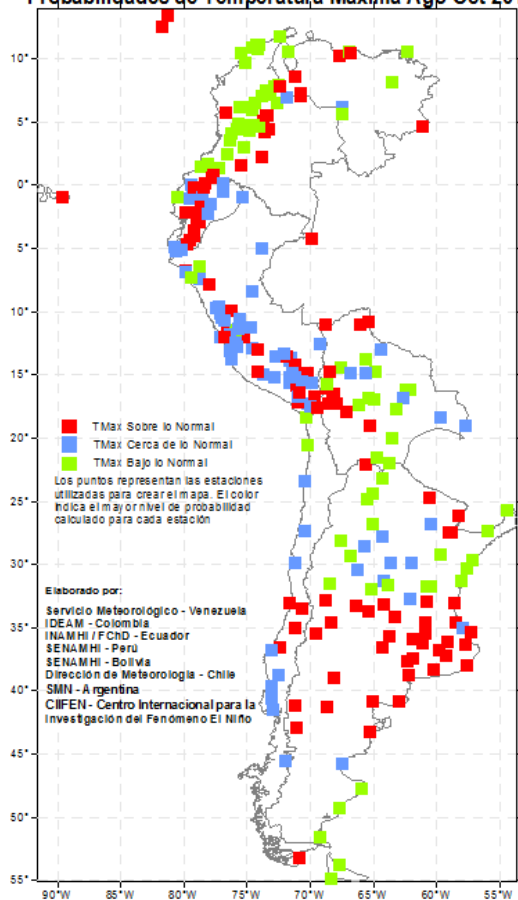 Probabilidades de Temperatura Máxima Ago-Oct
10°
5°
0°
5°
10°
15°
20°
25°
30°
35°
40°
45°
50°
55°
TMax Sobre lo Normal
TMax Cerca de lo Normal
TMax Bajo lo Normal
Los puntos representan las estaciones
utilizadas para crear el mapa. El color
indica el mayor nivel de probabilidad
calculado para cada estación
Elaborado por:
Servicio Meteorológico - Venezuela
IDEAM - Colombia
INAMHI / FChD - Ecuador
SENAMHI - Perú
SENAMHI - Bolivia
Dirección de Meteorología - Chile
SMN - Argentina
CIIFEN - Centro Internacional para la
Investigación del Fenómeno El Niño
90°W 85°W 80°W 75°W 70°W 65°W 60°W 55°W